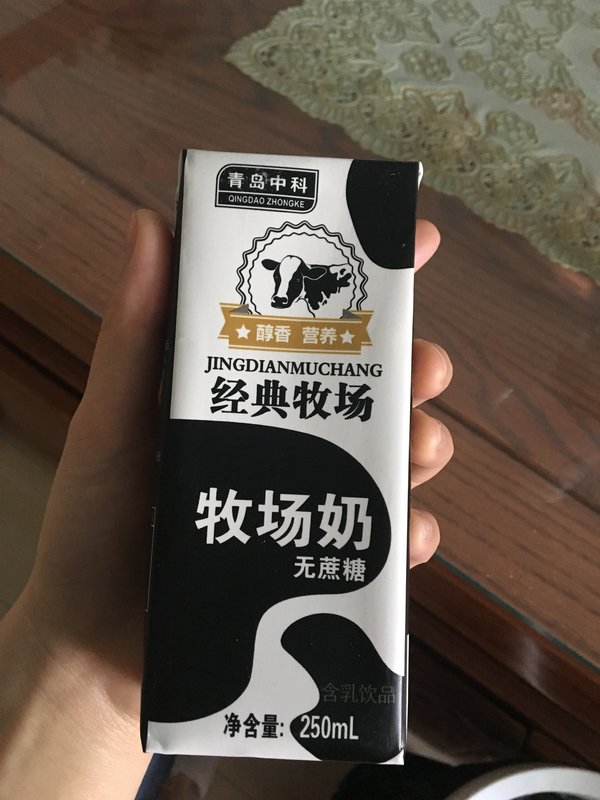 青岛中科
QINGDAO ZHONGKE
醇香 营养
JINGDIANMUCHANG
经典牧场
牧场奶
无蔗糖
含乳饮品
净含量: 250mL